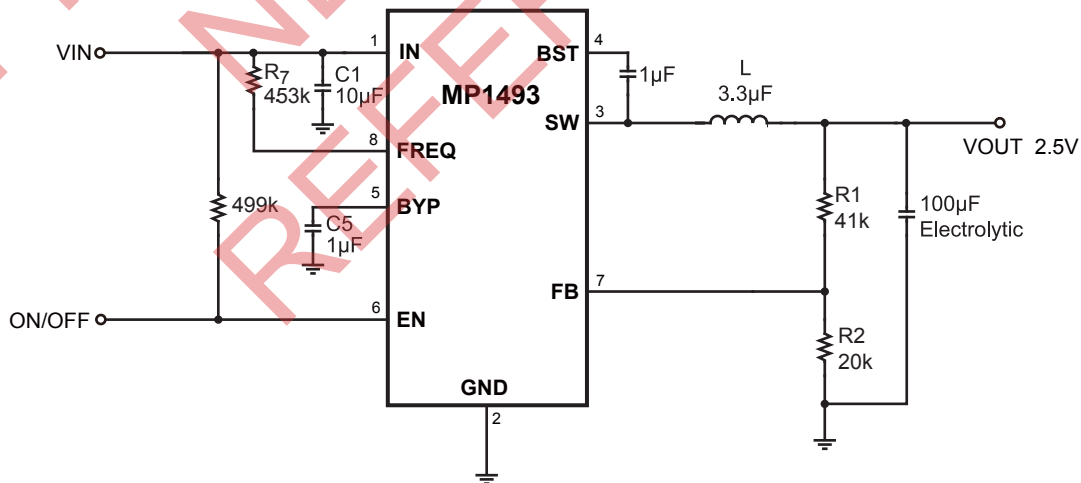 VIN
R7
453k
C1
10µF
1
IN
BST
4
1µF
L
3.3µF
MP1493
SW
3
VOUT 2.5V
8
FREQ
499k
5
BYP
C5
1µF
R1
41k
100µF
Electrolytic
FB
7
ON/OFF
6
EN
R2
20k
GND
2
REFER